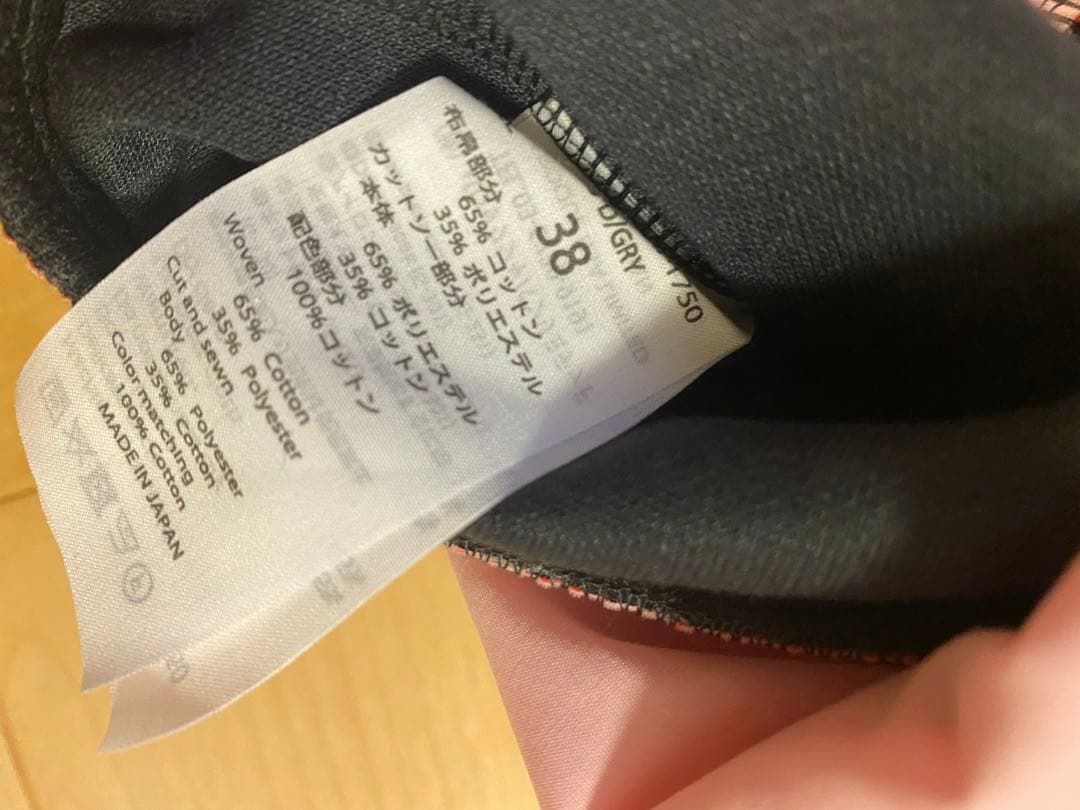 1750
D/GRY
38
布帛部分
65% コットン
35% ポリエステル
カットソー部分
本体 65% ポリエステル
35% コットン
配色部分
100% コットン
Woven 65% Cotton
35% Polyester
Cut and sewn
Body 65% Polyester
35% Cotton
Color matching
100% Cotton
MADE IN JAPAN